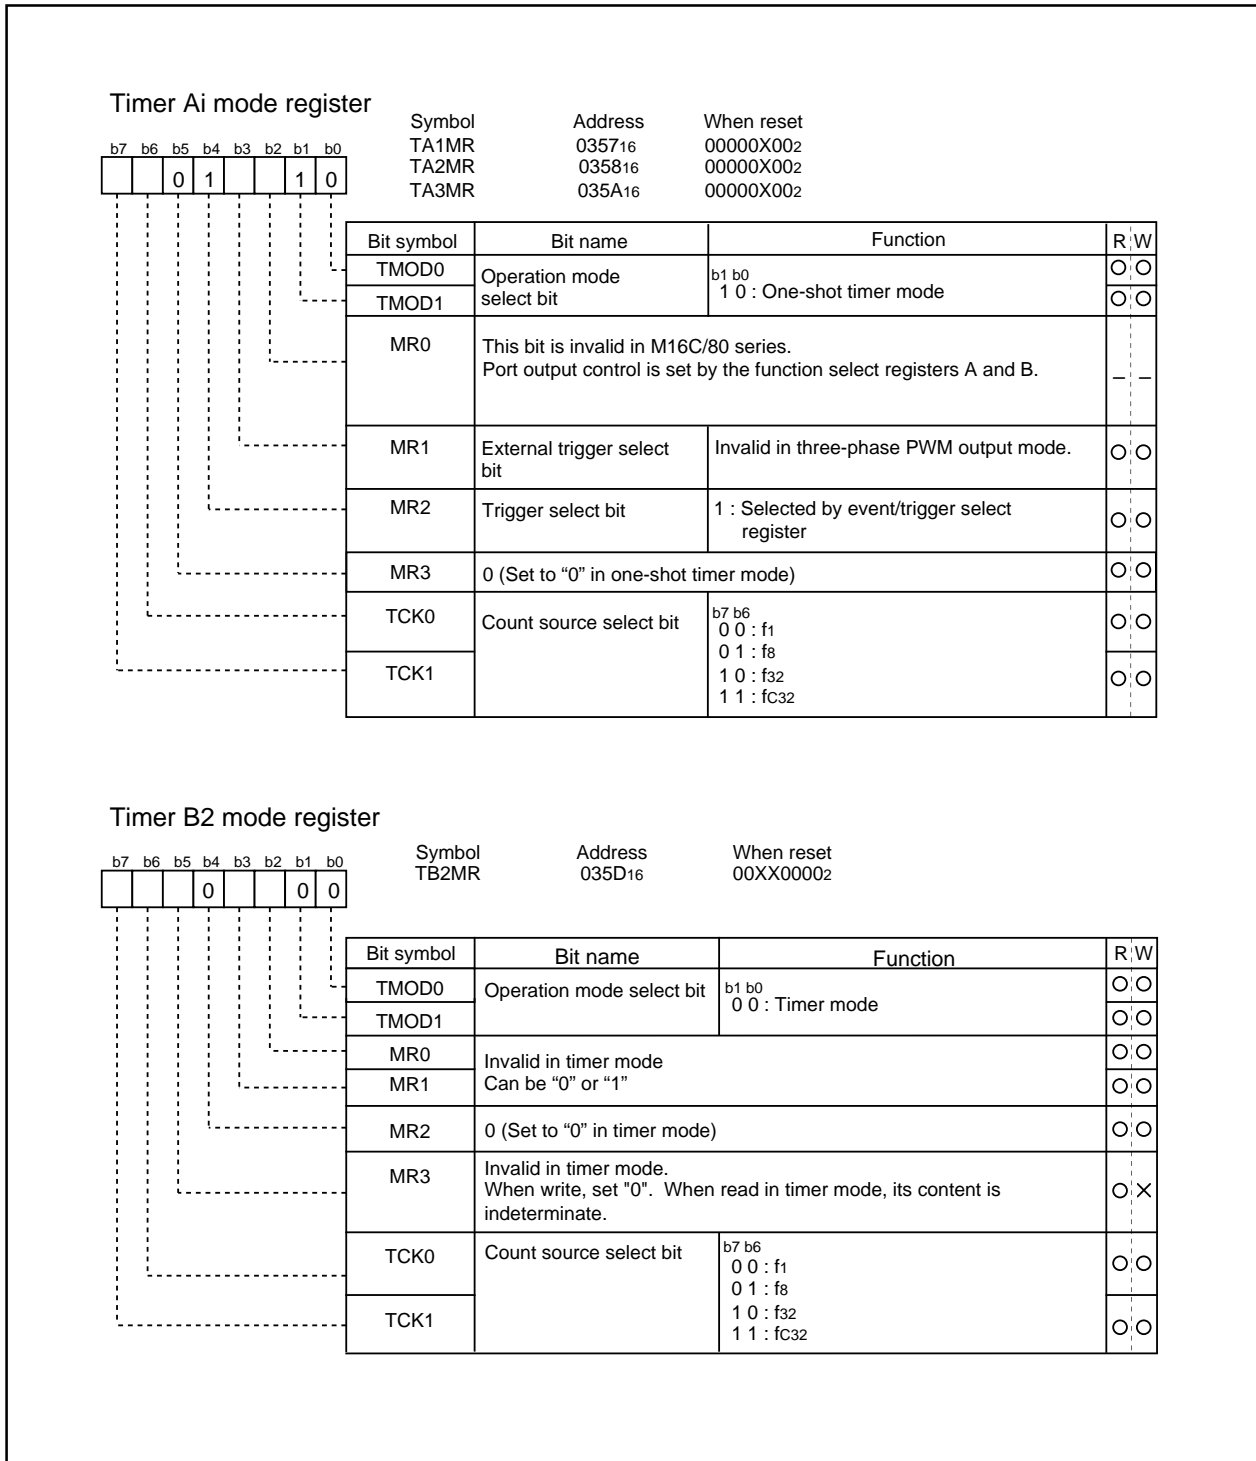 Timer Ai mode register
Symbol Address When reset
TA1MR 035716 00000X002
TA2MR 035816 00000X002
TA3MR 035A16 00000X002
b7 b6 b5 b4 b3 b2 b1 b0
0 1 1 0
Bit symbol Bit name Function R W
TMOD0 Operation mode select bit b1 b0
TMOD1 1 0 : One-shot timer mode
MR0 This bit is invalid in M16C/80 series.
Port output control is set by the function select registers A and B.
– –
MR1 External trigger select Invalid in three-phase PWM output mode.
bit
MR2 Trigger select bit 1 : Selected by event/trigger select
register
MR3 0 (Set to “0” in one-shot timer mode)
TCK0 Count source select bit b7 b6
0 0 : f1
0 1 : f8
TCK1 1 0 : f32
1 1 : fC32
Timer B2 mode register
Symbol Address When reset
TB2MR 035D16 00XX00002
b7 b6 b5 b4 b3 b2 b1 b0
0 0 0
Bit symbol Bit name Function R W
TMOD0 Operation mode select bit b1 b0
0 0 : Timer mode
TMOD1
MR0 Invalid in timer mode
MR1 Can be “0” or “1”
MR2 0 (Set to “0” in timer mode)
MR3 Invalid in timer mode.
When write, set "0". When read in timer mode, its content is
indeterminate.
TCK0 Count source select bit b7 b6
0 0 : f1
0 1 : f8
TCK1 1 0 : f32
1 1 : fC32